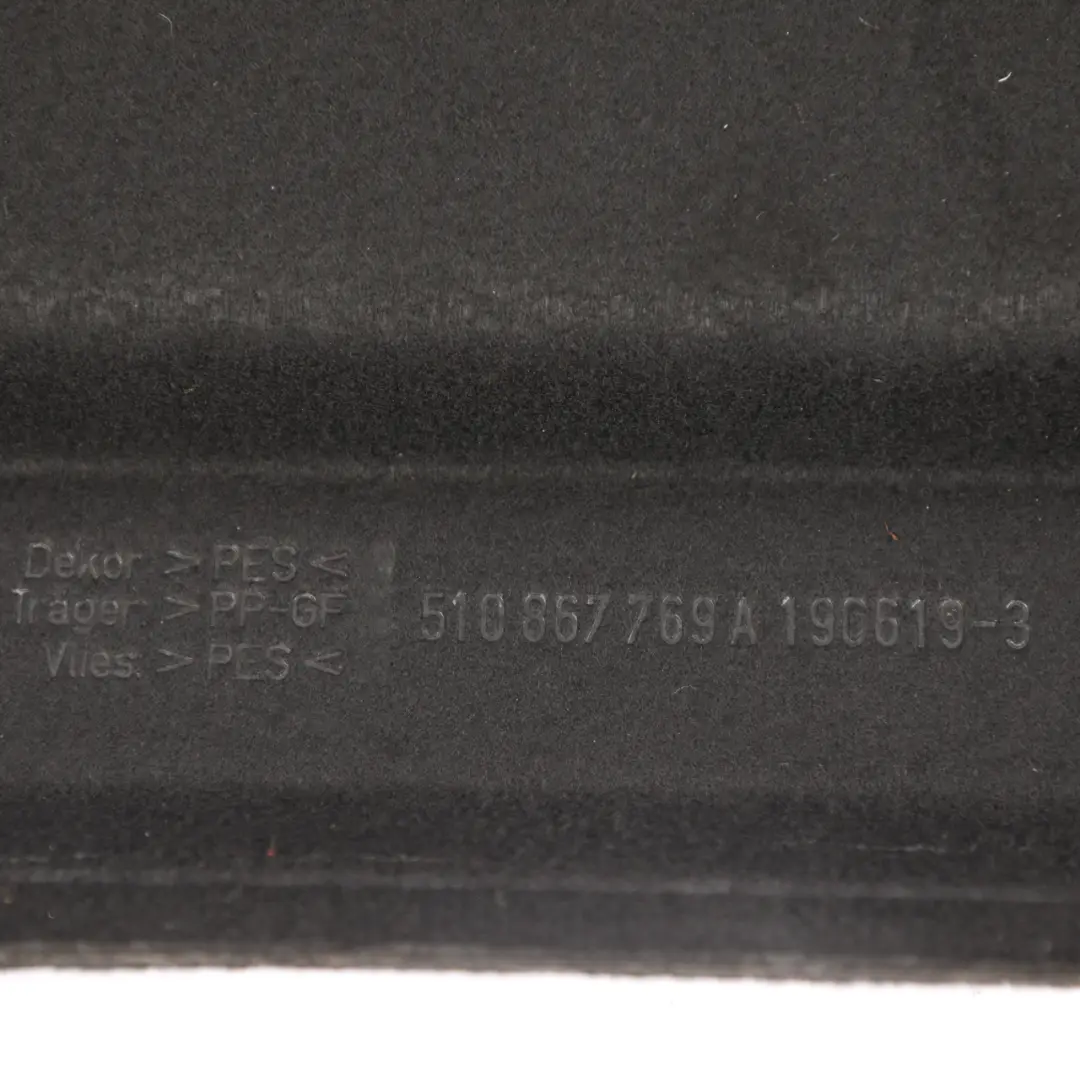 Dekor >PES<
Träger >PP-GF
Vlies: >PES<
510 867 769 A 190619-3